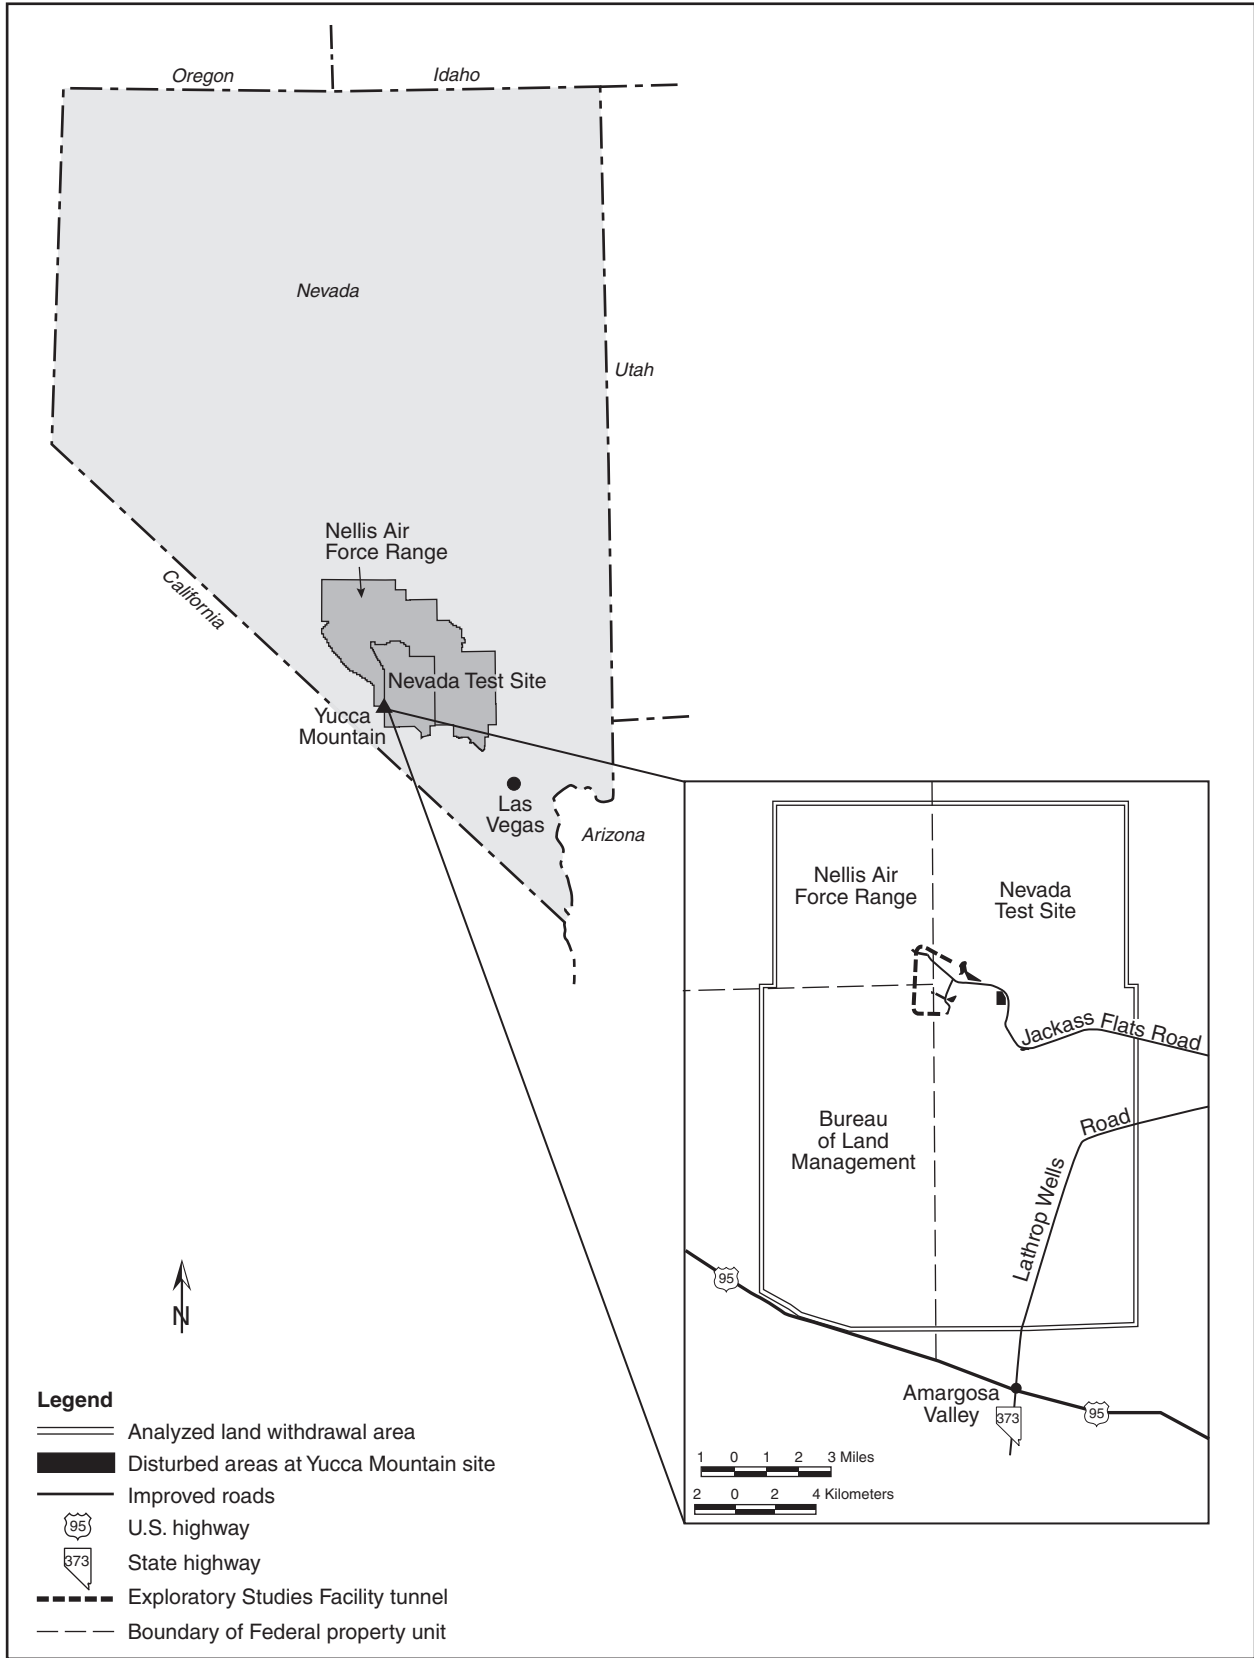 Oregon
Idaho
Nevada
Utah
Nellis Air
Force Range
California
Nevada Test Site
Yucca
Mountain
Las
Vegas
Arizona
Nellis Air
Force Range
Nevada
Test Site
Jackass Flats Road
Bureau
of Land
Management
Lathrop Wells Road
95
Amargosa
Valley
373
95
1 0 1 2 3 Miles
2 0 2 4 Kilometers
N
Legend
Analyzed land withdrawal area
Disturbed areas at Yucca Mountain site
Improved roads
95 U.S. highway
373 State highway
Exploratory Studies Facility tunnel
Boundary of Federal property unit